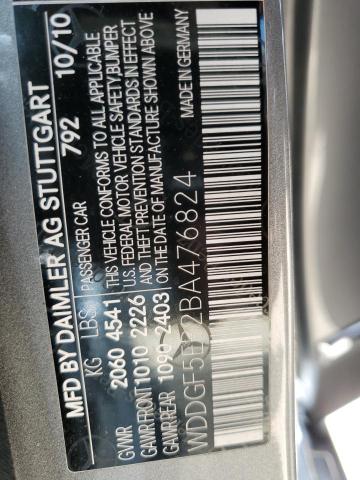 MFD BY DAIMLER AG STUTTGART
792 10/10
KG LBS PASSENGER CAR
GVWR 2060 4541
GAWR FRONT 1010 2226
GAWR REAR 1090 2403
THIS VEHICLE CONFORMS TO ALL APPLICABLE
U.S. FEDERAL MOTOR VEHICLE SAFETY, BUMPER
AND THEFT PREVENTION STANDARDS IN EFFECT
ON THE DATE OF MANUFACTURE SHOWN ABOVE
MADE IN GERMANY